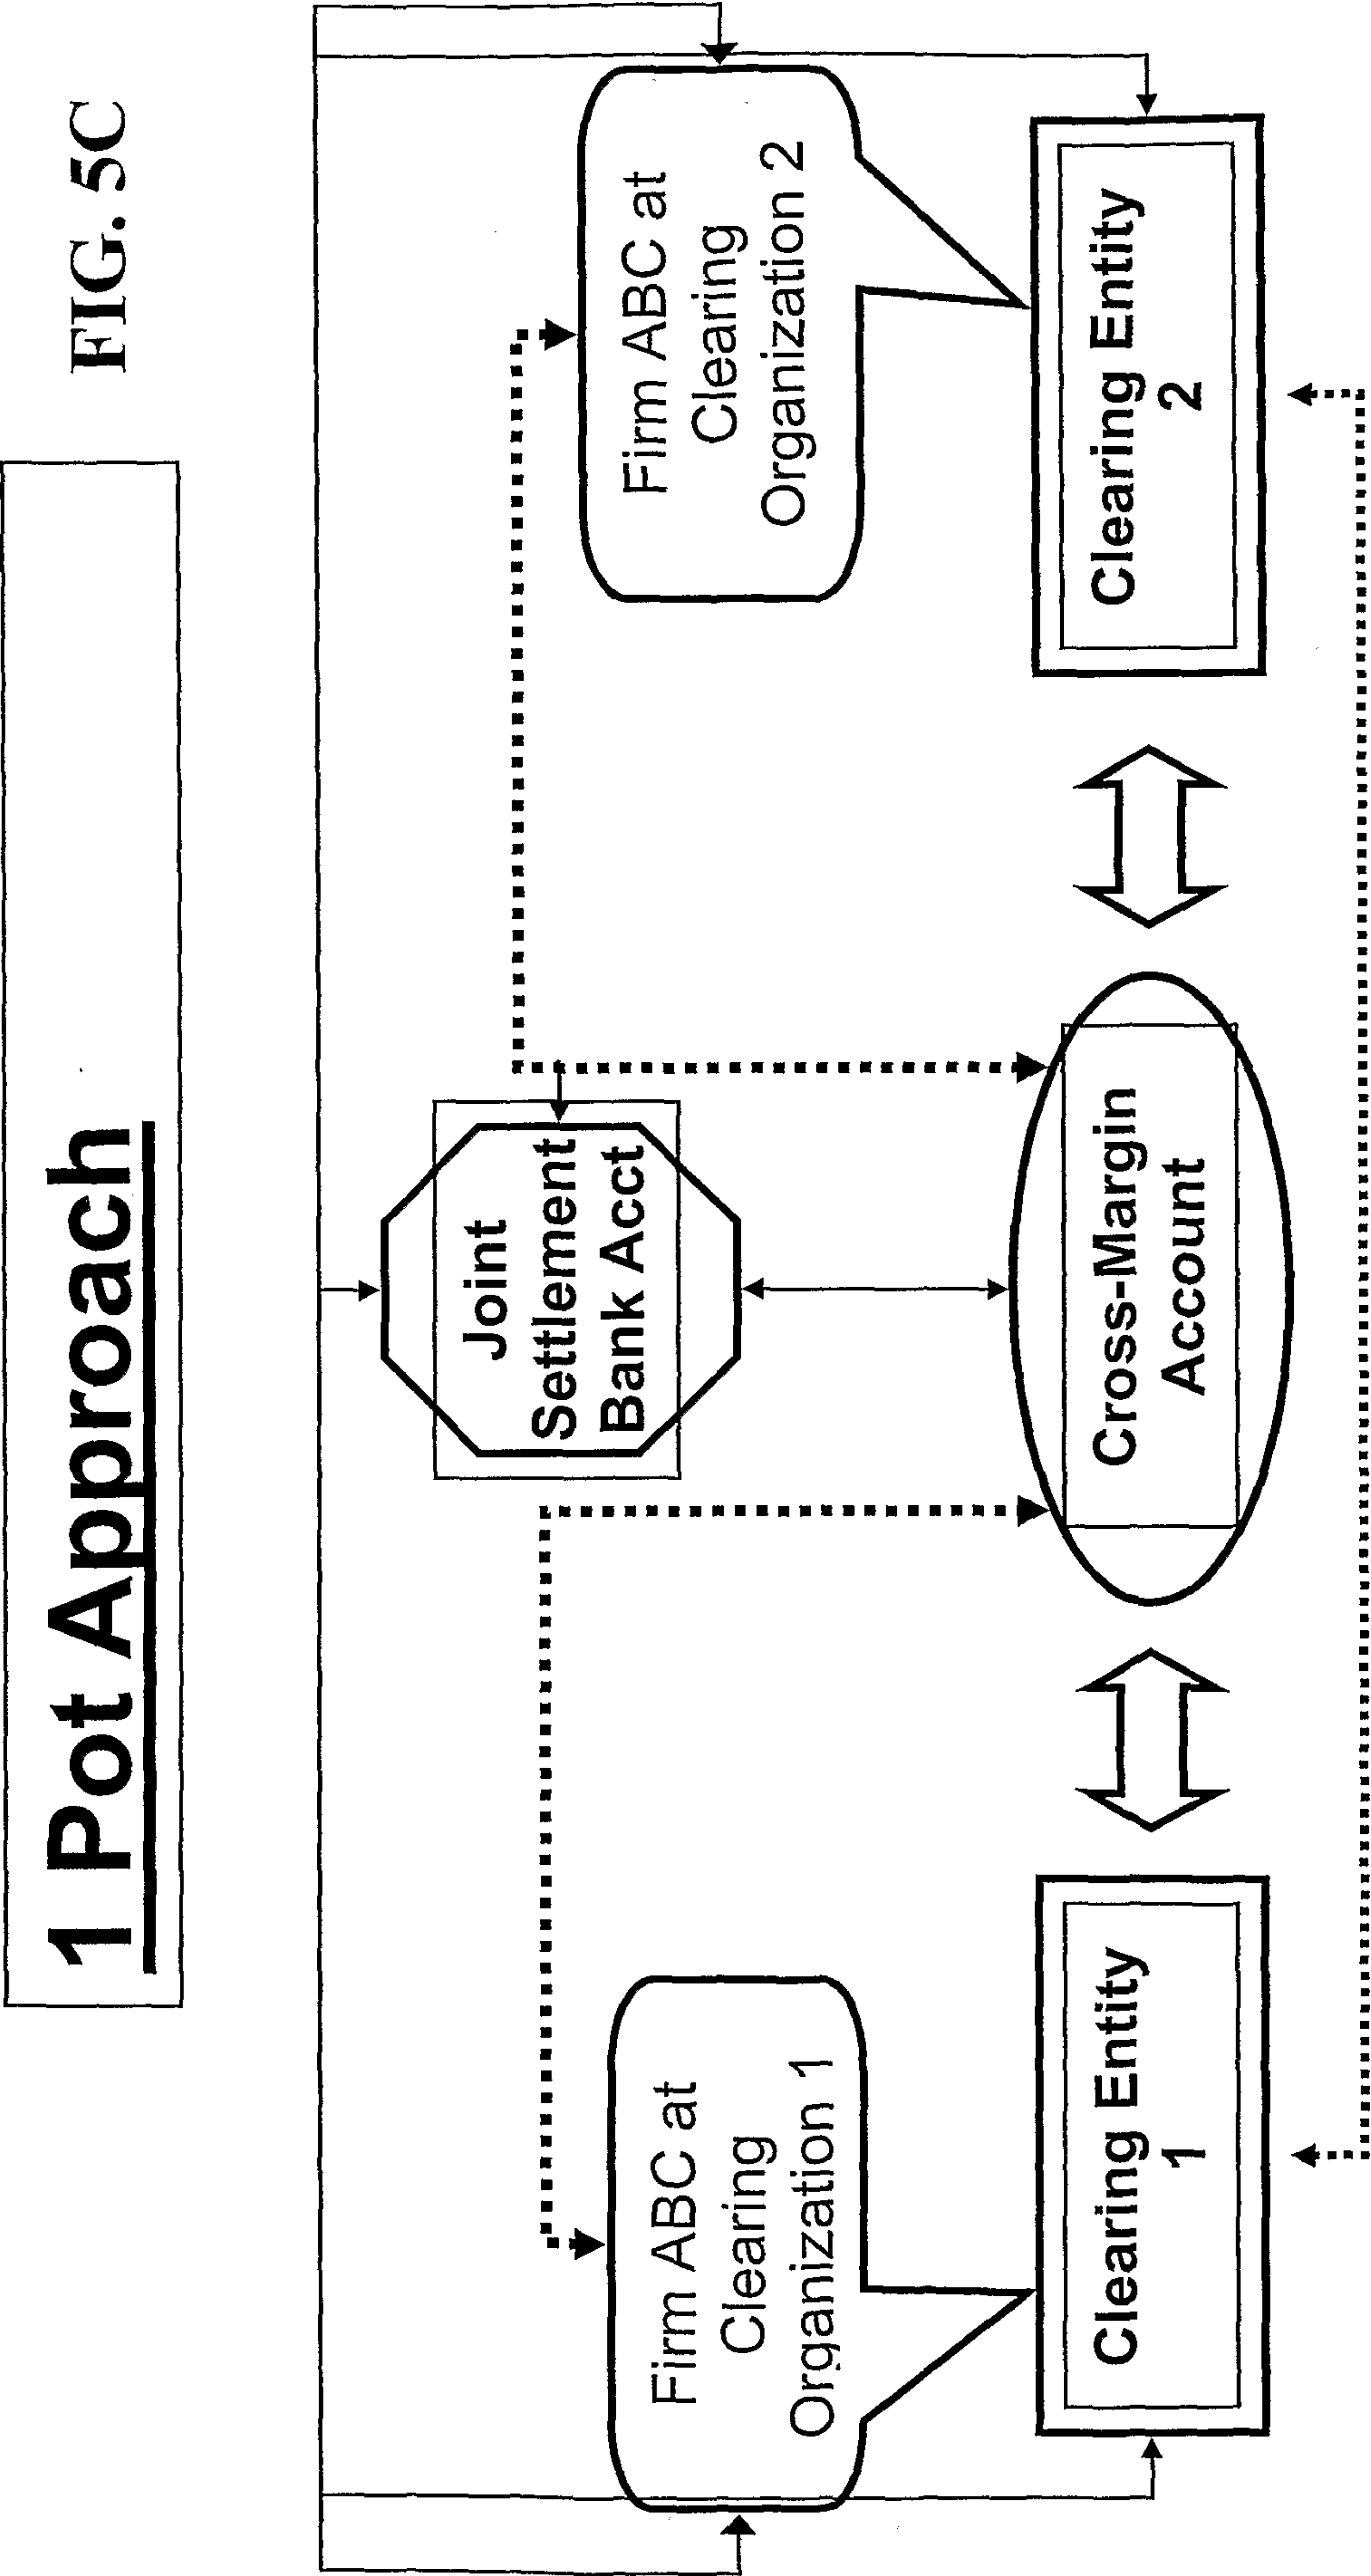 FIG. 5C
1 Pot Approach
Joint
Settlement
Bank Acct
Firm ABC at
Clearing
Organization 1
Firm ABC at
Clearing
Organization 2
Clearing Entity
1
Cross-Margin
Account
Clearing Entity
2